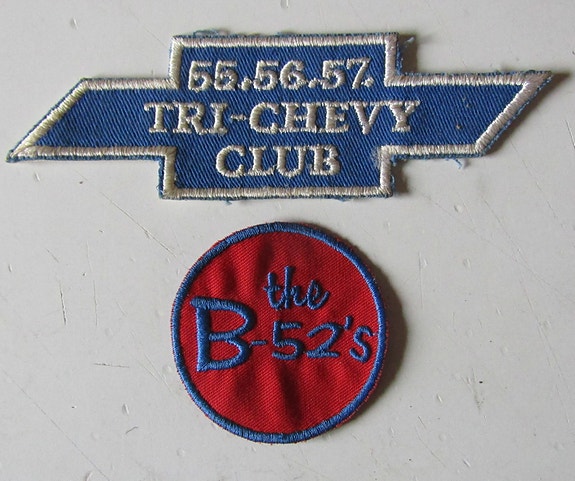 55.56.57.
TRI-CHEVY
CLUB
the
B-52's